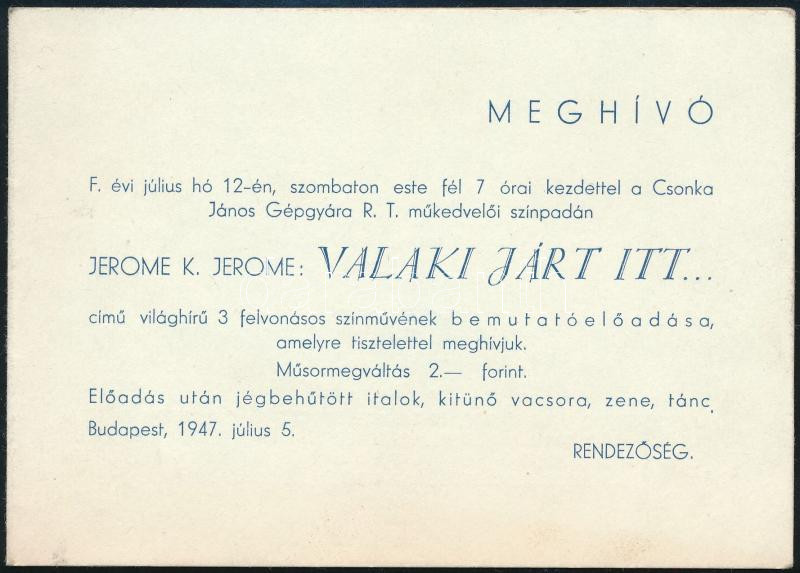 MEGHÍVÓ
F. évi július hó 12-én, szombaton este fél 7 órai kezdettel a Csonka
János Gépgyára R. T. műkedvelői színpadán
JEROME K. JEROME: VALAKI JÁRT ITT...
című világhírű 3 felvonásos színművének bemutatóelőadása,
amelyre tisztelettel meghívjuk.
Műsormegváltás 2.— forint.
Előadás után jégbehűtött italok, kitünő vacsora, zene, tánc.
Budapest, 1947. július 5.
RENDEZŐSÉG.